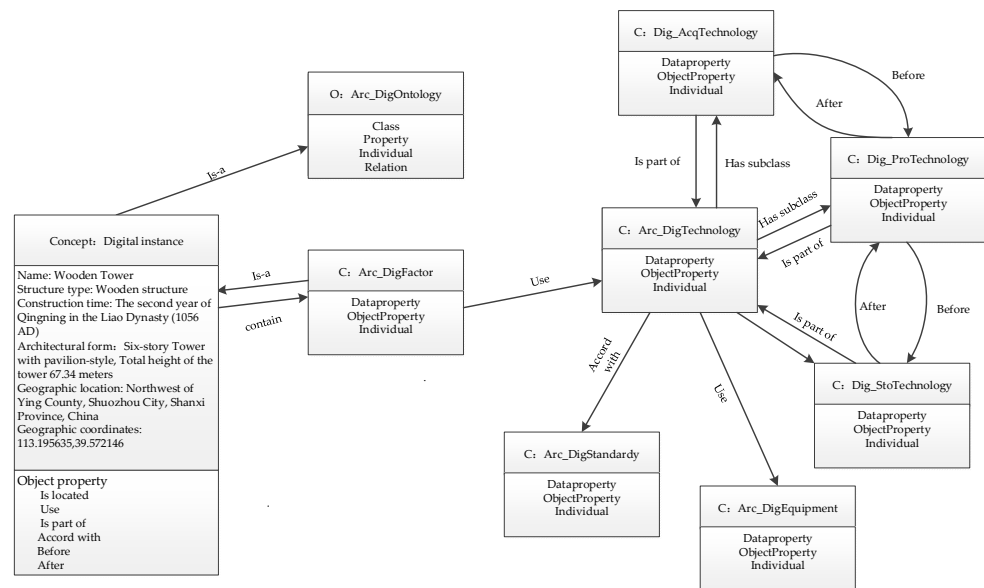 C：Dig_AcqTechnology
Dataproperty
ObjectProperty
Individual
Before
After
O：Arc_DigOntology
Class
Property
Individual
Relation
Is-a
Is part of
Has subclass
C：Dig_ProTechnology
Dataproperty
ObjectProperty
Individual
Concept：Digital instance
Name: Wooden Tower
Structure type: Wooden structure
Construction time: The second year of
Qingning in the Liao Dynasty (1056
AD)
Architectural form：Six-story Tower
with pavilion-style, Total height of the
tower 67.34 meters
Geographic location: Northwest of
Ying County, Shuozhou City, Shanxi
Province, China
Geographic coordinates:
113.195635,39.572146
Object property
Is located
Use
Is part of
Accord with
Before
After
Is-a
contain
C：Arc_DigFactor
Dataproperty
ObjectProperty
Individual
Use
C：Arc_DigTechnology
Dataproperty
ObjectProperty
Individual
Has subclass
Is part of
After
Before
Is part of
C：Dig_StoTechnology
Dataproperty
ObjectProperty
Individual
Accord
with
Use
C：Arc_DigStandardy
Dataproperty
ObjectProperty
Individual
C：Arc_DigEquipment
Dataproperty
ObjectProperty
Individual